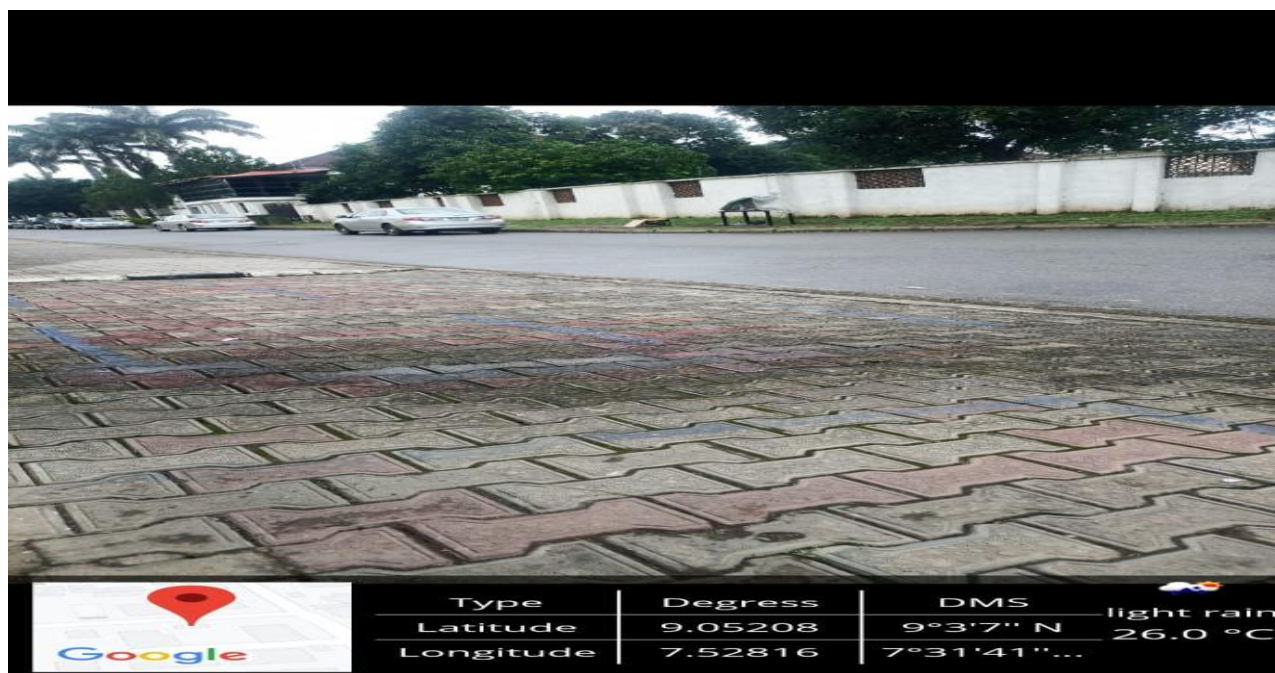 Google
Type Degress DMS
Latitude 9.05208 9°3'7'' N
Longitude 7.52816 7°31'41''...
light rain
26.0 °C